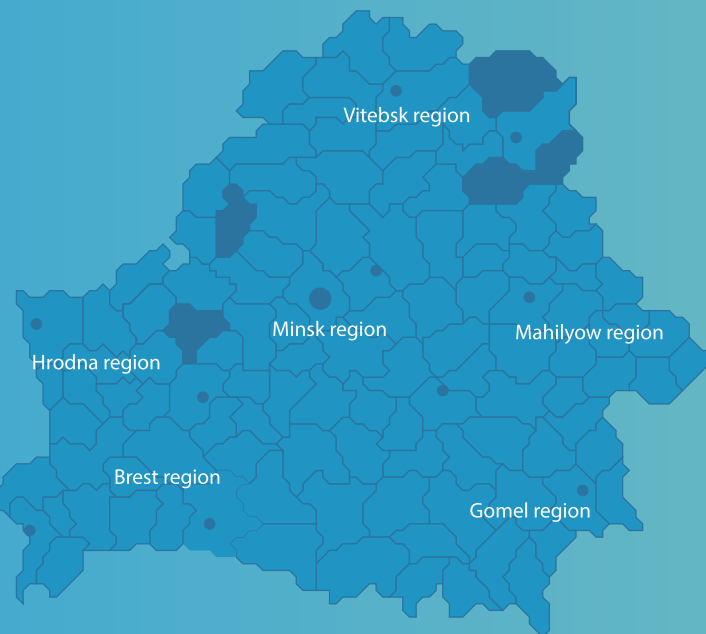 Vitebsk region
Minsk region
Mahilyow region
Hrodna region
Brest region
Gomel region